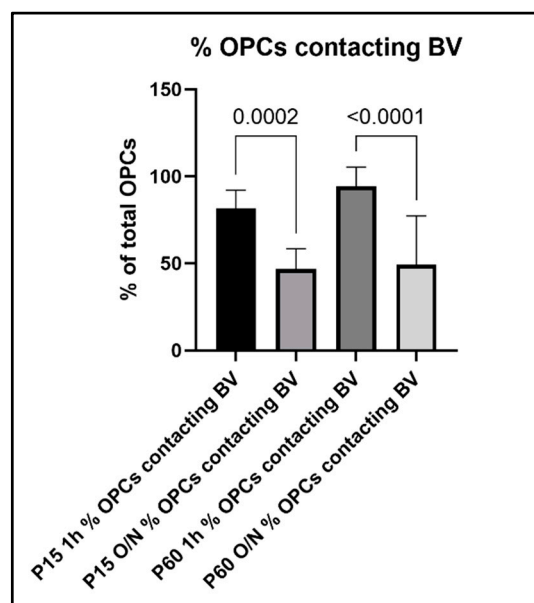 % OPCs contacting BV
150
0.0002
<0.0001
100
% of total OPCs
50
0
P15 1h % OPCs contacting BV
P15 O/N % OPCs contacting BV
P60 1h % OPCs contacting BV
P60 O/N % OPCs contacting BV